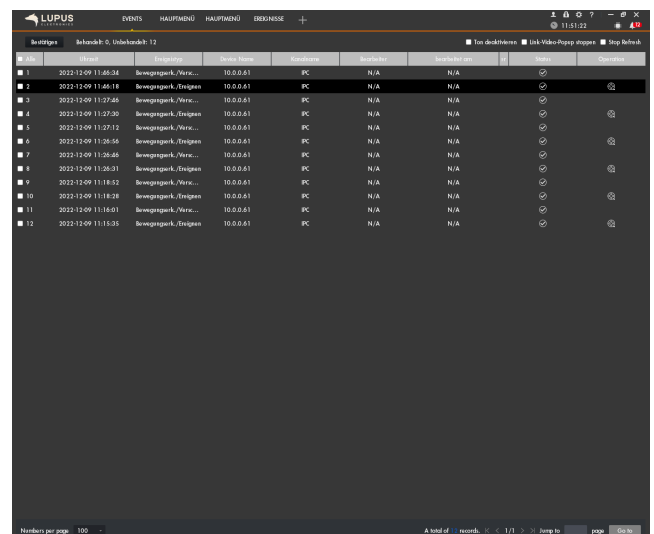 LUPUS EVENTS HAUPTMENÜ HAUPTMENÜ EREIGNISSE + ? — ×
ELECTRONICS 11:51:22 12
Bestätigen Behandelt: 0, Unbehandelt: 12 Ton deaktivieren Link-Video-Popup stoppen Stop Refresh
Alle Uhrzeit Ereignistyp Device Name Kanalname Bearbeiter Bearbeitet am Status Operation
1 2022-12-09 11:46:34 Bewegungserk./Versc... 10.0.0.61 IPC N/A N/A
2 2022-12-09 11:46:18 Bewegungserk./Ereignen 10.0.0.61 IPC N/A N/A
3 2022-12-09 11:27:46 Bewegungserk./Versc... 10.0.0.61 IPC N/A N/A
4 2022-12-09 11:27:30 Bewegungserk./Ereignen 10.0.0.61 IPC N/A N/A
5 2022-12-09 11:27:12 Bewegungserk./Versc... 10.0.0.61 IPC N/A N/A
6 2022-12-09 11:26:56 Bewegungserk./Ereignen 10.0.0.61 IPC N/A N/A
7 2022-12-09 11:26:46 Bewegungserk./Versc... 10.0.0.61 IPC N/A N/A
8 2022-12-09 11:26:31 Bewegungserk./Ereignen 10.0.0.61 IPC N/A N/A
9 2022-12-09 11:18:52 Bewegungserk./Versc... 10.0.0.61 IPC N/A N/A
10 2022-12-09 11:18:28 Bewegungserk./Ereignen 10.0.0.61 IPC N/A N/A
11 2022-12-09 11:16:01 Bewegungserk./Versc... 10.0.0.61 IPC N/A N/A
12 2022-12-09 11:15:35 Bewegungserk./Ereignen 10.0.0.61 IPC N/A N/A
Numbers per page 100 A total of 12 records. 1/1 Jump to page Go to